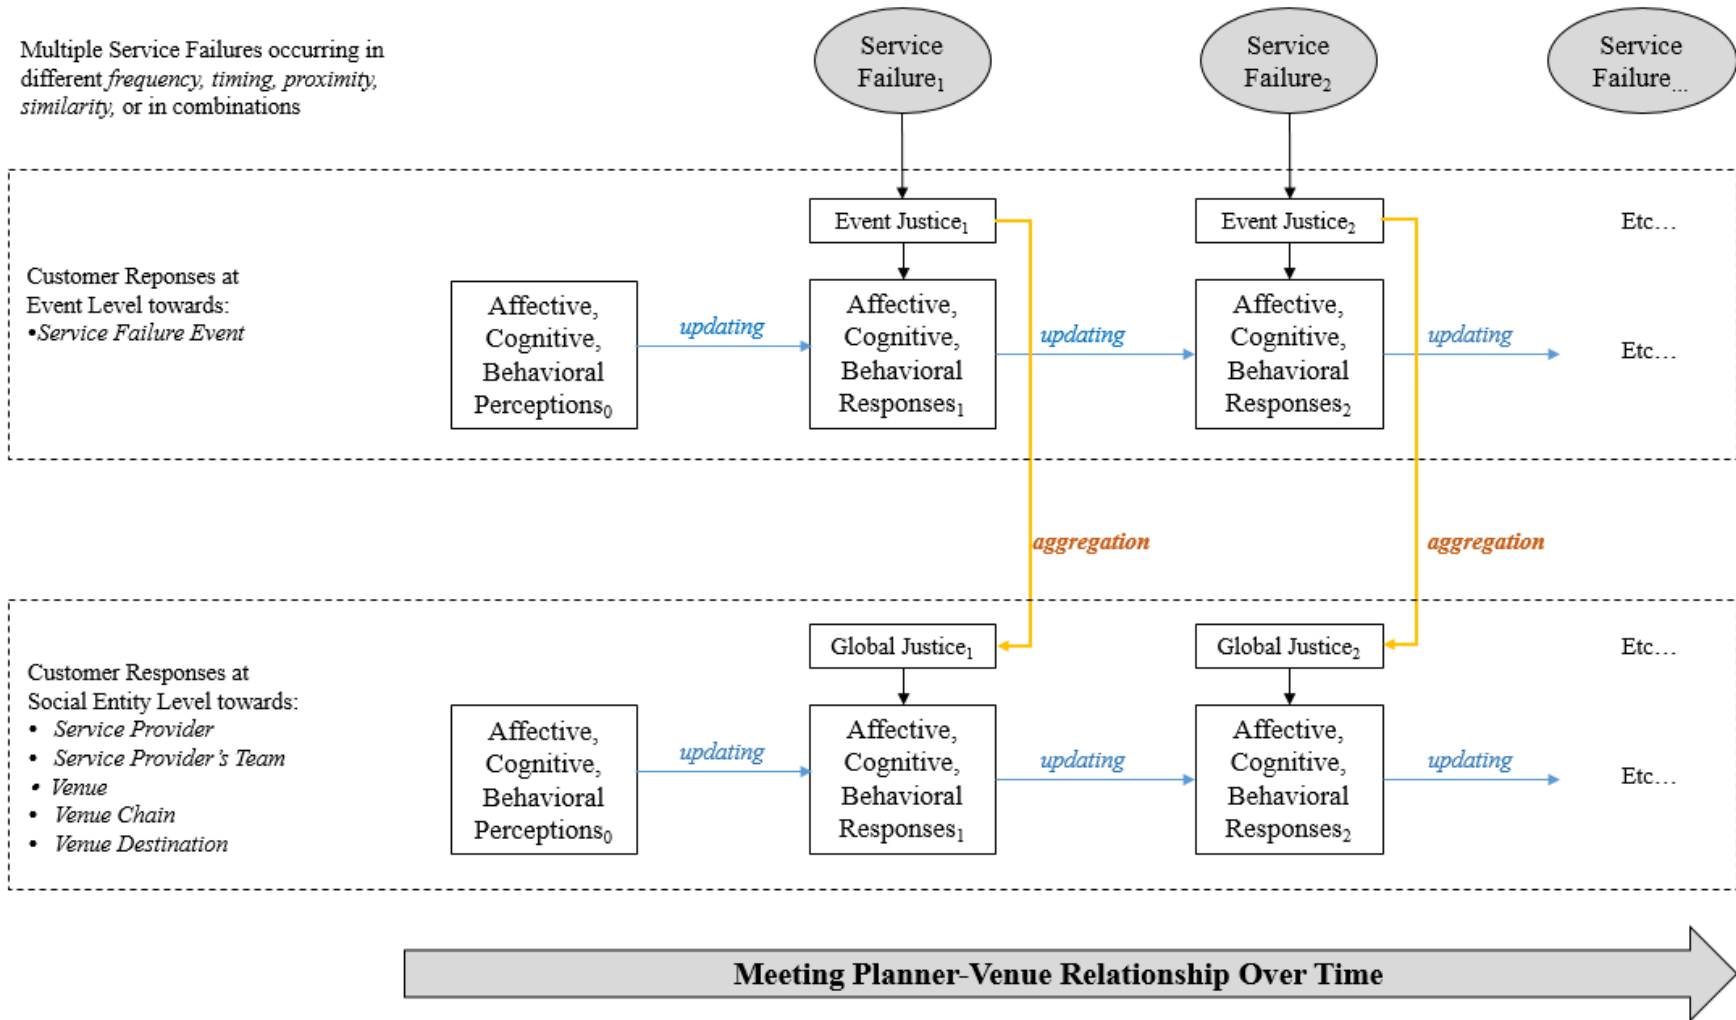 Multiple Service Failures occurring in
different frequency, timing, proximity,
similarity, or in combinations
Service
Failure1
Service
Failure2
Service
Failure...
Event Justice1
Event Justice2
Etc…
Customer Reponses at
Event Level towards:
•Service Failure Event
Affective,
Cognitive,
Behavioral
Perceptions0
updating
Affective,
Cognitive,
Behavioral
Responses1
updating
Affective,
Cognitive,
Behavioral
Responses2
updating
Etc…
aggregation
aggregation
Global Justice1
Global Justice2
Etc…
Customer Responses at
Social Entity Level towards:
• Service Provider
• Service Provider’s Team
• Venue
• Venue Chain
• Venue Destination
Affective,
Cognitive,
Behavioral
Perceptions0
updating
Affective,
Cognitive,
Behavioral
Responses1
updating
Affective,
Cognitive,
Behavioral
Responses2
updating
Etc…
Meeting Planner-Venue Relationship Over Time